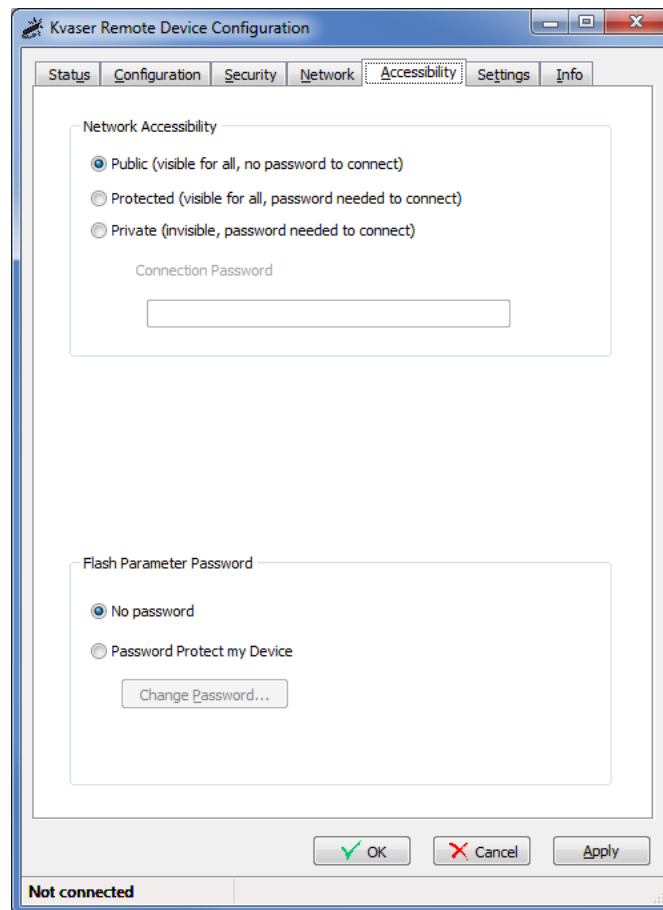 Kvaser Remote Device Configuration
Status Configuration Security Network Accessibility Settings Info
Network Accessibility
Public (visible for all, no password to connect)
Protected (visible for all, password needed to connect)
Private (invisible, password needed to connect)
Connection Password
Flash Parameter Password
No password
Password Protect my Device
Change Password...
OK Cancel Apply
Not connected